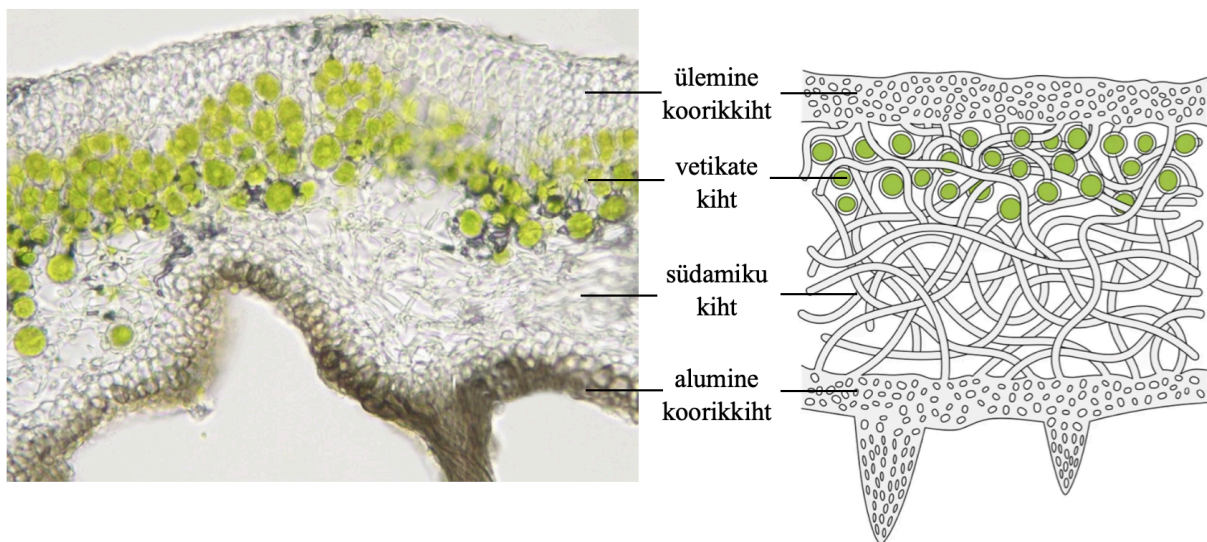 ülemine
koorikkiht
vetikate
kiht
südamiku
kiht
alumine
koorikkiht